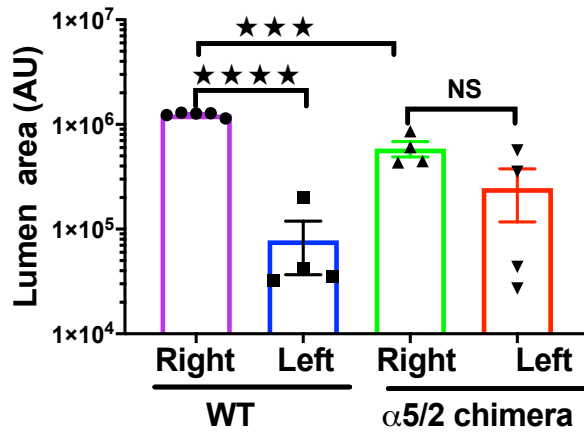 1×10⁷
★★★
★★★★
NS
1×10⁶
1×10⁵
1×10⁴
Lumen area (AU)
Right Left Right Left
WT α5/2 chimera